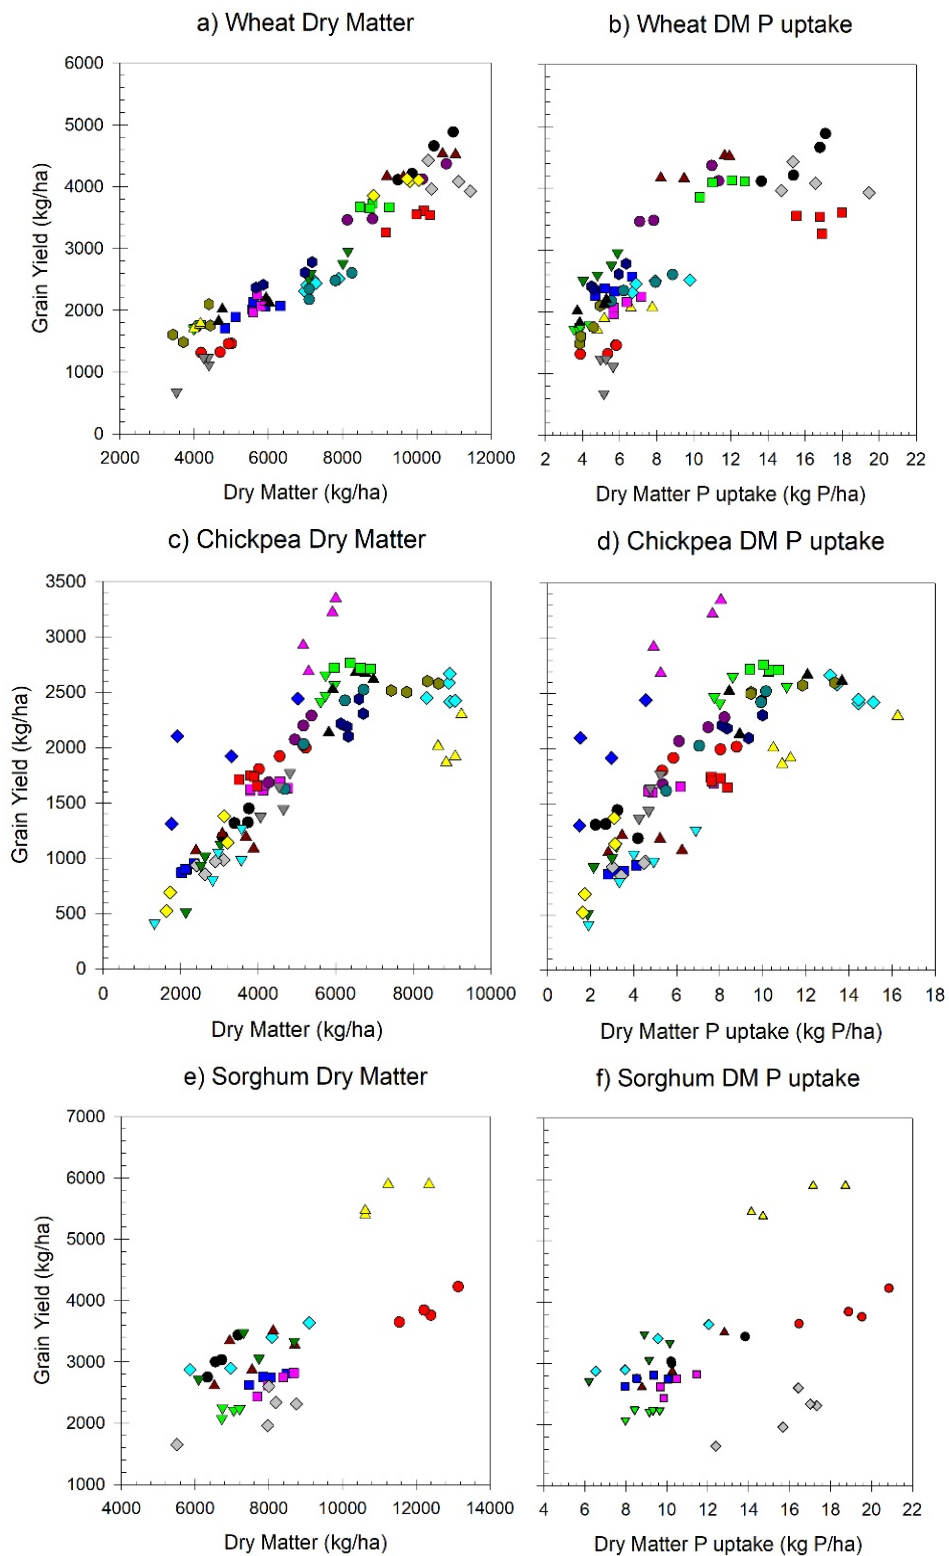 a) Wheat Dry Matter
b) Wheat DM P uptake
6000
5000
4000
3000
2000
1000
0
Grain Yield (kg/ha)
2000 4000 6000 8000 10000 12000
2 4 6 8 10 12 14 16 18 20 22
Dry Matter (kg/ha)
Dry Matter P uptake (kg P/ha)
c) Chickpea Dry Matter
d) Chickpea DM P uptake
3500
3000
2500
2000
1500
1000
500
0
Grain Yield (kg/ha)
0 2000 4000 6000 8000 10000
0 2 4 6 8 10 12 14 16 18
Dry Matter (kg/ha)
Dry Matter P uptake (kg P/ha)
e) Sorghum Dry Matter
f) Sorghum DM P uptake
7000
6000
5000
4000
3000
2000
1000
Grain Yield (kg/ha)
4000 6000 8000 10000 12000 14000
4 6 8 10 12 14 16 18 20 22
Dry Matter (kg/ha)
Dry Matter P uptake (kg P/ha)